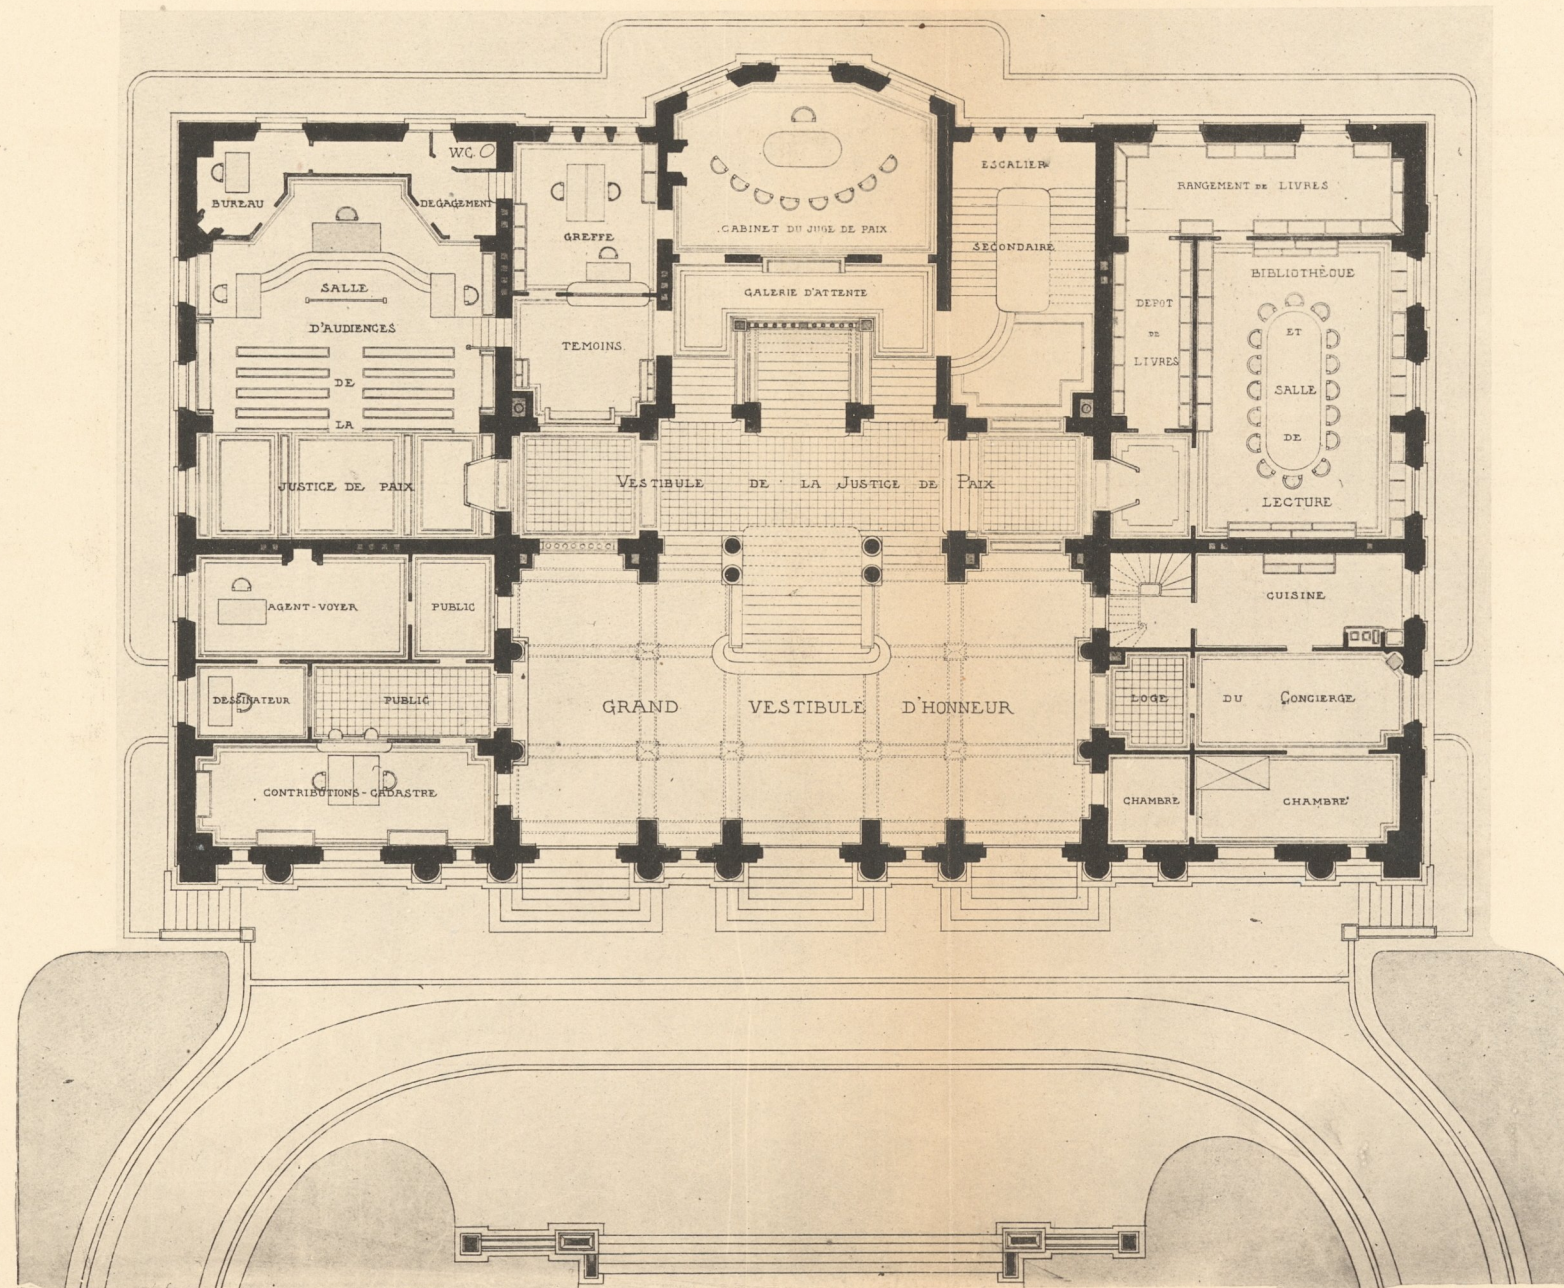 W.C.
BUREAU
DEGAGEMENT
SALLE
D'AUDIENCES
DE
LA
JUSTICE DE PAIX
GREFFE
TEMOINS.
CABINET DU JUGE DE PAIX
GALERIE D'ATTENTE
ESCALIER
SECONDAIRE
RANGEMENT DE LIVRES
DEPOT
DE
LIVRES
BIBLIOTHÈQUE
ET
SALLE
DE
LECTURE
VESTIBULE DE LA JUSTICE DE PAIX
AGENT-VOYER
PUBLIC
DESSINATEUR
PUBLIC
CONTRIBUTIONS-CADASTRE
GRAND VESTIBULE D'HONNEUR
CUISINE
LOGE DU CONCIERGE
CHAMBRE
CHAMBRE